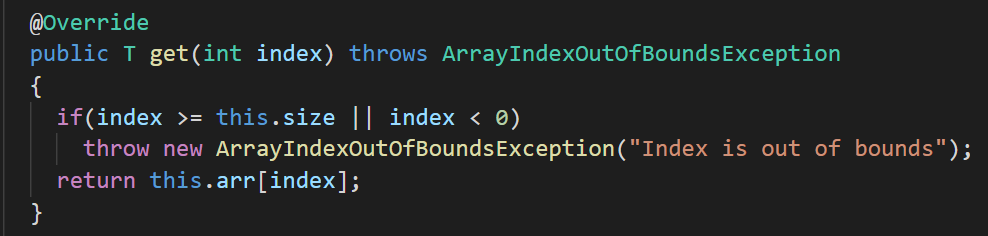 @Override
public T get(int index) throws ArrayIndexOutOfBoundsException
{
if(index >= this.size || index < 0)
throw new ArrayIndexOutOfBoundsException("Index is out of bounds");
return this.arr[index];
}